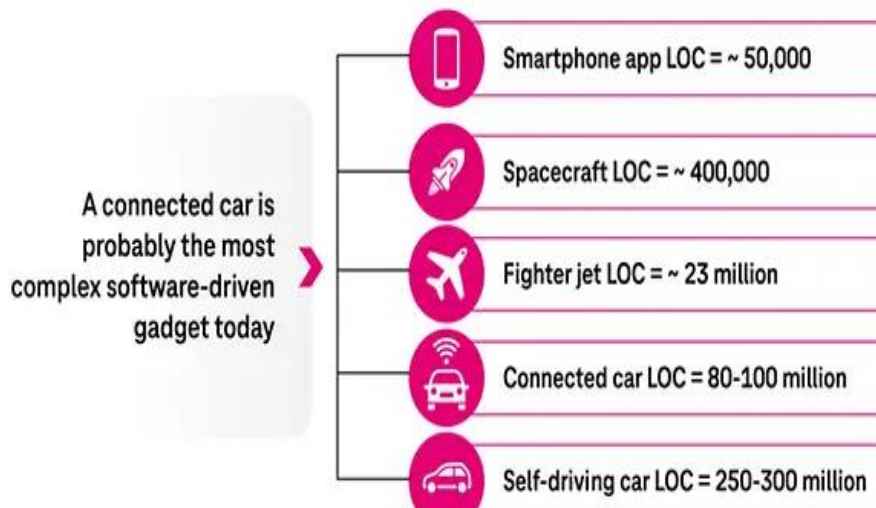 A connected car is
probably the most
complex software-driven
gadget today
Smartphone app LOC = ~ 50,000
Spacecraft LOC = ~ 400,000
Fighter jet LOC = ~ 23 million
Connected car LOC = 80-100 million
Self-driving car LOC = 250-300 million